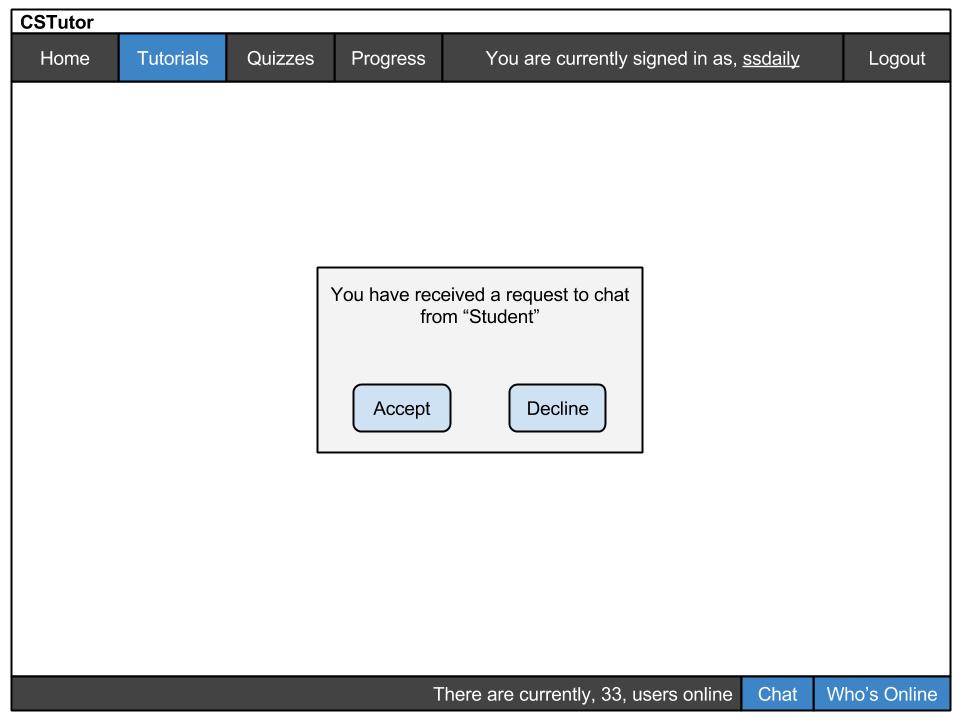 CSTutor
Home Tutorials Quizzes Progress You are currently signed in as, ssdaily Logout
You have received a request to chat
from “Student”
Accept Decline
There are currently, 33, users online Chat Who’s Online